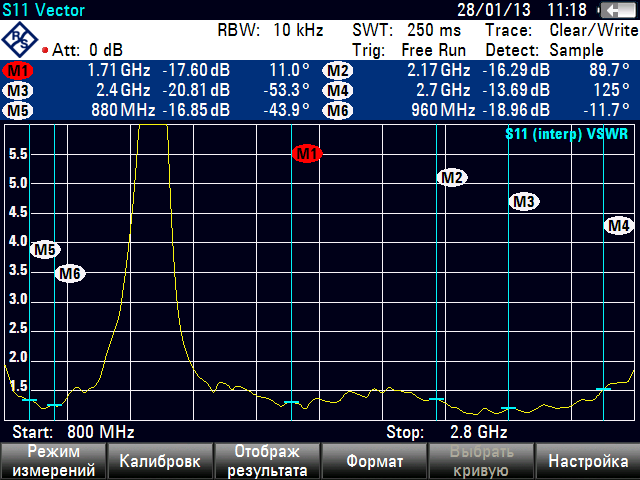 S11 Vector 28/01/13 11:18
RBW: 10 kHz SWT: 250 ms Trace: Clear/Write
Att: 0 dB Trig: Free Run Detect: Sample
M1 1.71 GHz -17.60 dB 11.0° M2 2.17 GHz -16.29 dB 89.7°
M3 2.4 GHz -20.81 dB -53.3° M4 2.7 GHz -13.69 dB 125°
M5 880 MHz -16.85 dB -43.9° M6 960 MHz -18.96 dB -11.7°
S11 (interp) VSWR
5.5
M1
5.0
M2
M3
4.5
M4
4.0
M5
M6
3.5
3.0
2.5
2.0
1.5
Start: 800 MHz Stop: 2.8 GHz
Режим измерений
Калибровк
Отображ результата
Формат
Выбрать кривую
Настройка